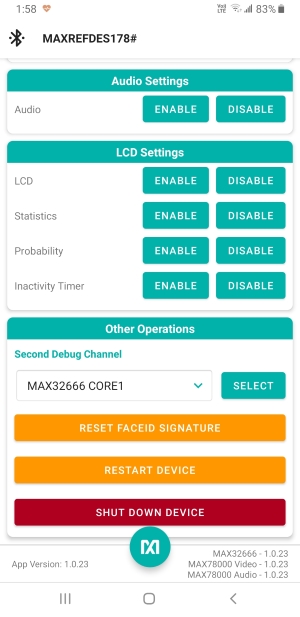 1:58
Vo)) LTE 83%
MAXREFDES178#
Audio Settings
Audio ENABLE DISABLE
LCD Settings
LCD ENABLE DISABLE
Statistics ENABLE DISABLE
Probability ENABLE DISABLE
Inactivity Timer ENABLE DISABLE
Other Operations
Second Debug Channel
MAX32666 CORE1 SELECT
RESET FACEID SIGNATURE
RESTART DEVICE
SHUT DOWN DEVICE
App Version: 1.0.23
MAX32666 - 1.0.23
MAX78000 Video - 1.0.23
MAX78000 Audio - 1.0.23